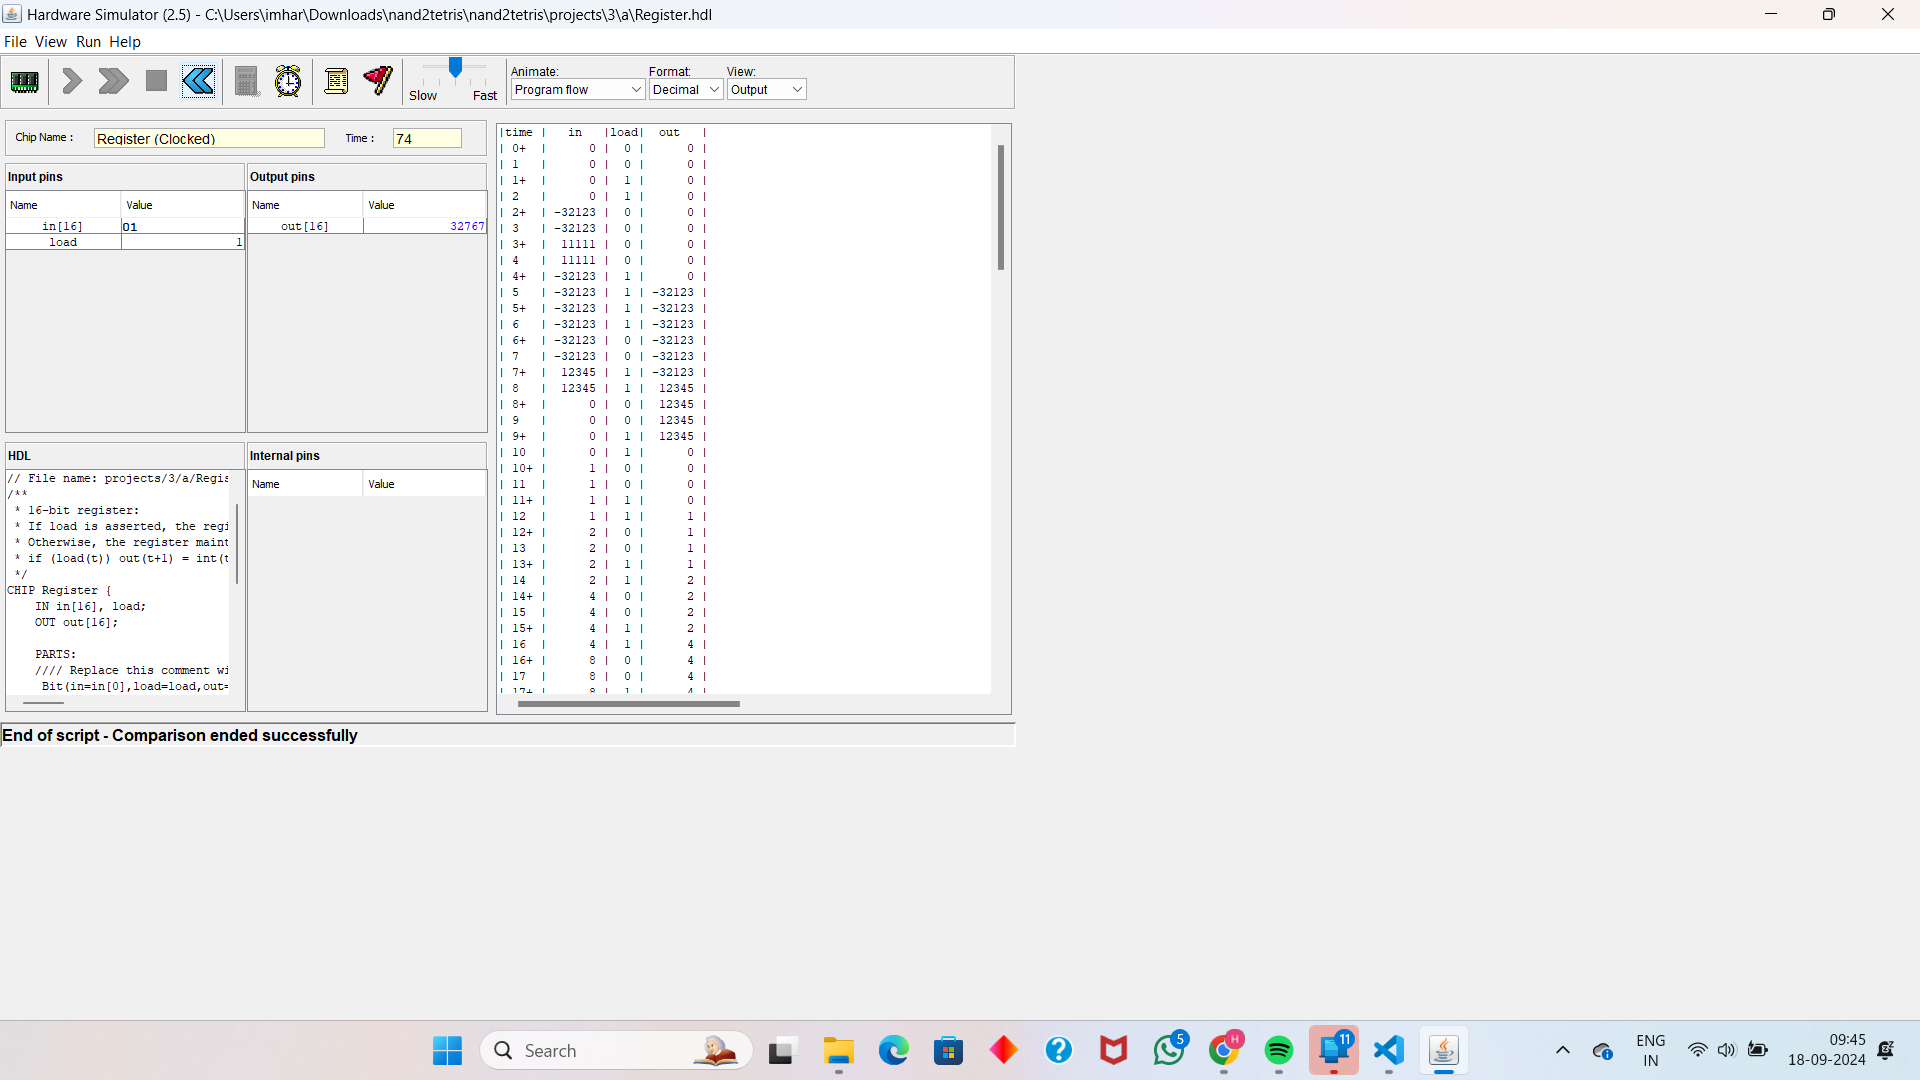 Hardware Simulator (2.5) - C:\Users\imhar\Downloads\nand2tetris\nand2tetris\projects\3\a\Register.hdl
File View Run Help
Slow Fast
Animate: Format: View:
Program flow Decimal Output
Chip Name : Register (Clocked) Time : 74
Input pins
Name Value
in[16] 01
load 1
Output pins
Name Value
out[16] 32767
HDL
// File name: projects/3/a/Regis
/**
* 16-bit register:
* If load is asserted, the regi
* Otherwise, the register maint
* if (load(t)) out(t+1) = int(t
*/
CHIP Register {
IN in[16], load;
OUT out[16];
PARTS:
//// Replace this comment wi
Bit(in=in[0],load=load,out=
Internal pins
Name Value
|time | in |load| out |
| 0+ | 0 | 0 | 0 |
| 1 | 0 | 0 | 0 |
| 1+ | 0 | 1 | 0 |
| 2 | 0 | 1 | 0 |
| 2+ | -32123 | 0 | 0 |
| 3 | -32123 | 0 | 0 |
| 3+ | 11111 | 0 | 0 |
| 4 | 11111 | 0 | 0 |
| 4+ | -32123 | 1 | 0 |
| 5 | -32123 | 1 | -32123 |
| 5+ | -32123 | 1 | -32123 |
| 6 | -32123 | 1 | -32123 |
| 6+ | -32123 | 0 | -32123 |
| 7 | -32123 | 0 | -32123 |
| 7+ | 12345 | 1 | -32123 |
| 8 | 12345 | 1 | 12345 |
| 8+ | 0 | 0 | 12345 |
| 9 | 0 | 0 | 12345 |
| 9+ | 0 | 1 | 12345 |
| 10 | 0 | 1 | 0 |
| 10+ | 1 | 0 | 0 |
| 11 | 1 | 0 | 0 |
| 11+ | 1 | 1 | 0 |
| 12 | 1 | 1 | 1 |
| 12+ | 2 | 0 | 1 |
| 13 | 2 | 0 | 1 |
| 13+ | 2 | 1 | 1 |
| 14 | 2 | 1 | 2 |
| 14+ | 4 | 0 | 2 |
| 15 | 4 | 0 | 2 |
| 15+ | 4 | 1 | 2 |
| 16 | 4 | 1 | 4 |
| 16+ | 8 | 0 | 4 |
| 17 | 8 | 0 | 4 |
| 17+ | 8 | 1 | 4 |
End of script - Comparison ended successfully
Search
5
H
11
ENG
IN
09:45
18-09-2024